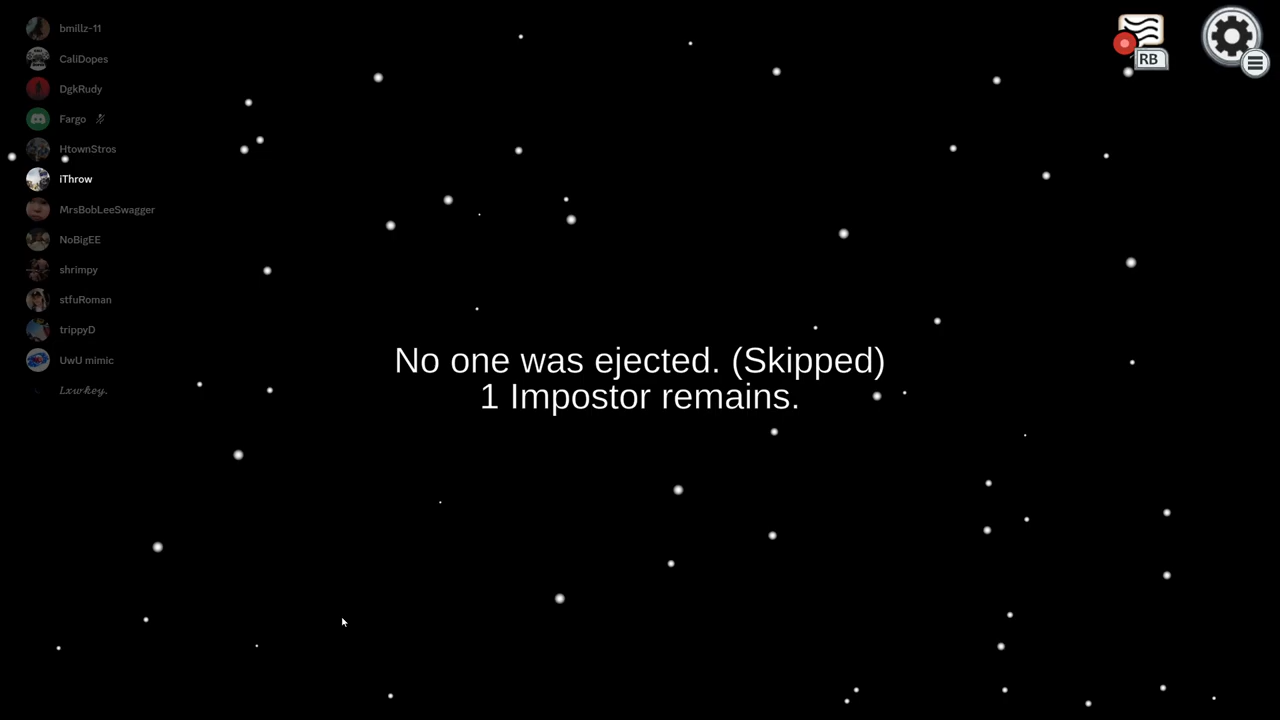 bmillz-11
CaliDopes
DgkRudy
Fargo
HtownStros
iThrow
MrsBobLeeSwagger
NoBigEE
shrimpy
stfuRoman
trippyD
UwU mimic
RB
No one was ejected. (Skipped)
1 Impostor remains.